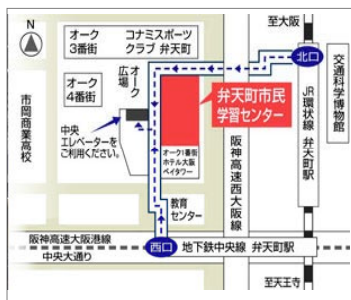 N
オーク
3番街
コナミスポーツ
クラブ 弁天町
至大阪
北口
交通科学博物館
オーク
4番街
オーク
広場
弁天町市民
学習センター
JR環状線 弁天町駅
市岡商業高校
中央
エレベーターを
ご利用ください。
オーク1番街
ホテル大阪
ベイタワー
阪神高速西大阪線
教育
センター
阪神高速大阪港線
中央大通り
西口
地下鉄中央線 弁天町駅
至天王寺